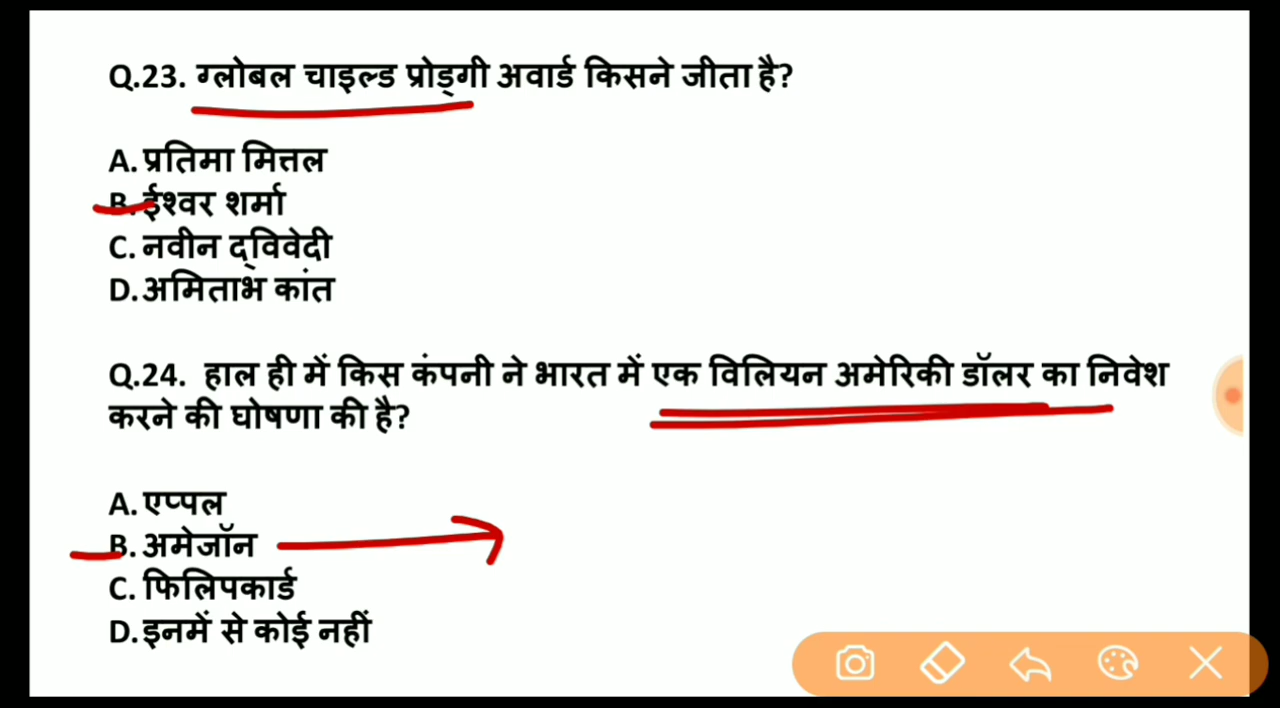 Q.23. ग्लोबल चाइल्ड प्रोड्गी अवार्ड किसने जीता है?
A. प्रतिमा मित्तल
B. ईश्वर शर्मा
C. नवीन द्विवेदी
D. अमिताभ कांत
Q.24. हाल ही में किस कंपनी ने भारत में एक विलियन अमेरिकी डॉलर का निवेश
करने की घोषणा की है?
A. एप्पल
B. अमेजॉन
C. फिलिपकार्ड
D. इनमें से कोई नहीं